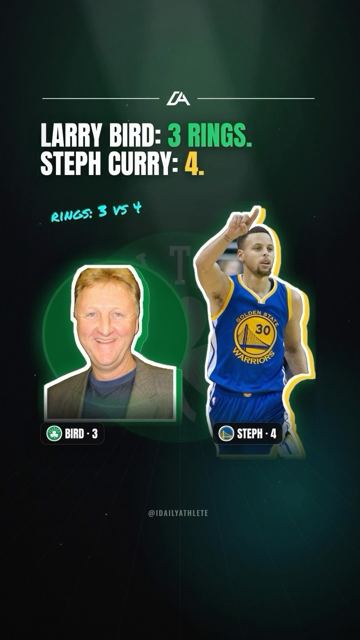 LARRY BIRD: 3 RINGS.
STEPH CURRY: 4.
RINGS: 3 VS 4
GOLDEN STATE
30
WARRIORS
BIRD · 3
STEPH · 4
@IDAILYATHLETE